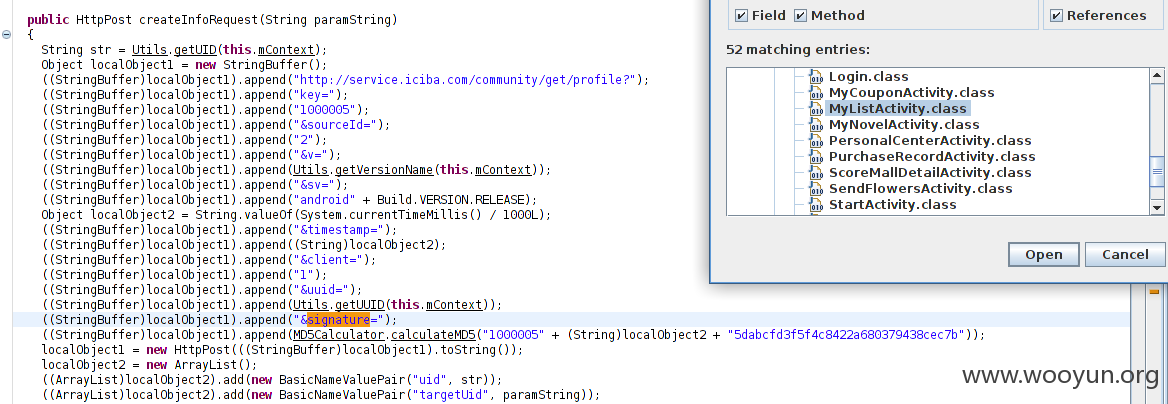 public HttpPost createInfoRequest(String paramString)
{
String str = Utils.getUID(this.mContext);
Object localObject1 = new StringBuffer();
((StringBuffer)localObject1).append("http://service.iciba.com/community/get/profile?");
((StringBuffer)localObject1).append("key=");
((StringBuffer)localObject1).append("1000005");
((StringBuffer)localObject1).append("&sourceId=");
((StringBuffer)localObject1).append("2");
((StringBuffer)localObject1).append("&v=");
((StringBuffer)localObject1).append(Utils.getVersionName(this.mContext));
((StringBuffer)localObject1).append("&sv=");
((StringBuffer)localObject1).append("android" + Build.VERSION.RELEASE);
Object localObject2 = String.valueOf(System.currentTimeMillis() / 1000L);
((StringBuffer)localObject1).append("&timestamp=");
((StringBuffer)localObject1).append((String)localObject2);
((StringBuffer)localObject1).append("&client=");
((StringBuffer)localObject1).append("1");
((StringBuffer)localObject1).append("&uuid=");
((StringBuffer)localObject1).append(Utils.getUUID(this.mContext));
((StringBuffer)localObject1).append("&signature=");
((StringBuffer)localObject1).append(MD5Calculator.calculateMD5("1000005" + (String)localObject2 + "5dabcfd3f5f4c8422a680379438cec7b"));
localObject1 = new HttpPost(((StringBuffer)localObject1).toString());
localObject2 = new ArrayList();
((ArrayList)localObject2).add(new BasicNameValuePair("uid", str));
((ArrayList)localObject2).add(new BasicNameValuePair("targetUid", paramString));
Field Method References
52 matching entries:
Login.class
MyCouponActivity.class
MyListActivity.class
MyNovelActivity.class
PersonalCenterActivity.class
PurchaseRecordActivity.class
ScoreMallDetailActivity.class
SendFlowersActivity.class
StartActivity.class
Open Cancel
www.wooyun.org